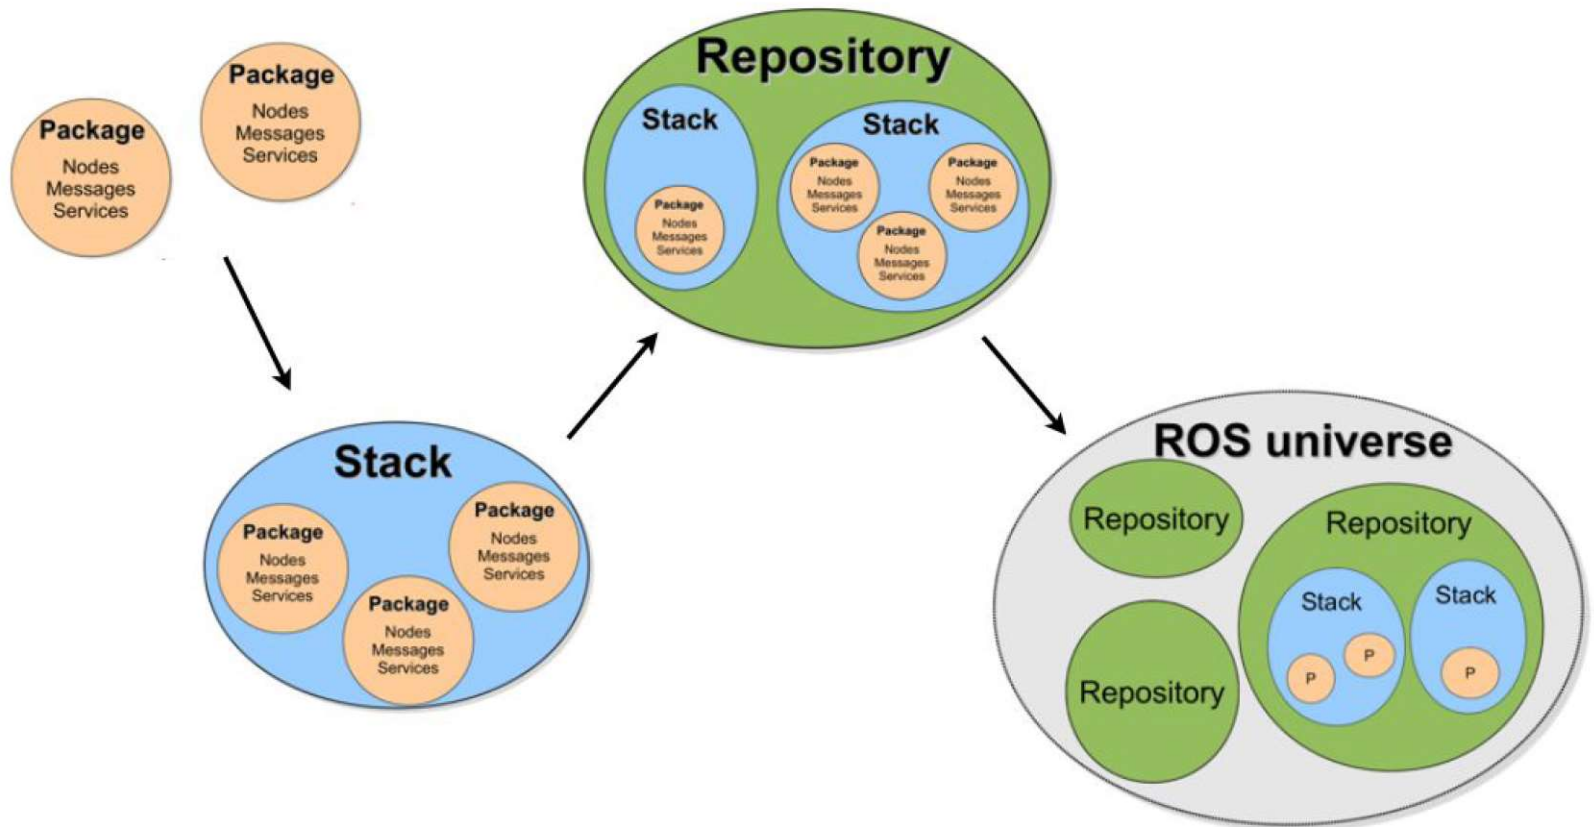 Package
Nodes
Messages
Services
Package
Nodes
Messages
Services
Stack
Package
Nodes
Messages
Services
Package
Nodes
Messages
Services
Package
Nodes
Messages
Services
Repository
Stack
Package
Nodes
Messages
Services
Stack
Package
Nodes
Messages
Services
Package
Nodes
Messages
Services
Package
Nodes
Messages
Services
ROS universe
Repository
Repository
Repository
Stack
P
P
Stack
P